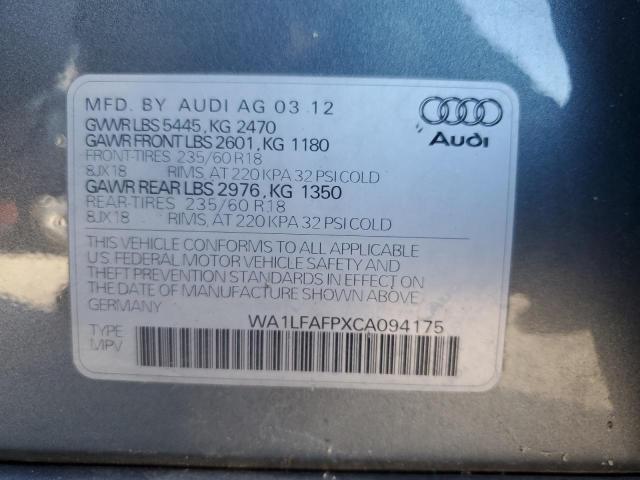 MFD. BY AUDI AG 03 12
GVWR LBS 5445, KG 2470
GAWR FRONT LBS 2601, KG 1180
FRONT-TIRES 235/60 R18
8JX18 RIMS, AT 220 KPA 32 PSI COLD
GAWR REAR LBS 2976, KG 1350
REAR-TIRES 235/60 R18
8JX18 RIMS, AT 220 KPA 32 PSI COLD
Audi
THIS VEHICLE CONFORMS TO ALL APPLICABLE
US FEDERAL MOTOR VEHICLE SAFETY AND
THEFT PREVENTION STANDARDS IN EFFECT ON
THE DATE OF MANUFACTURE SHOWN ABOVE.
GERMANY
WA1LFAFPXCA094175
TYPE
MPV